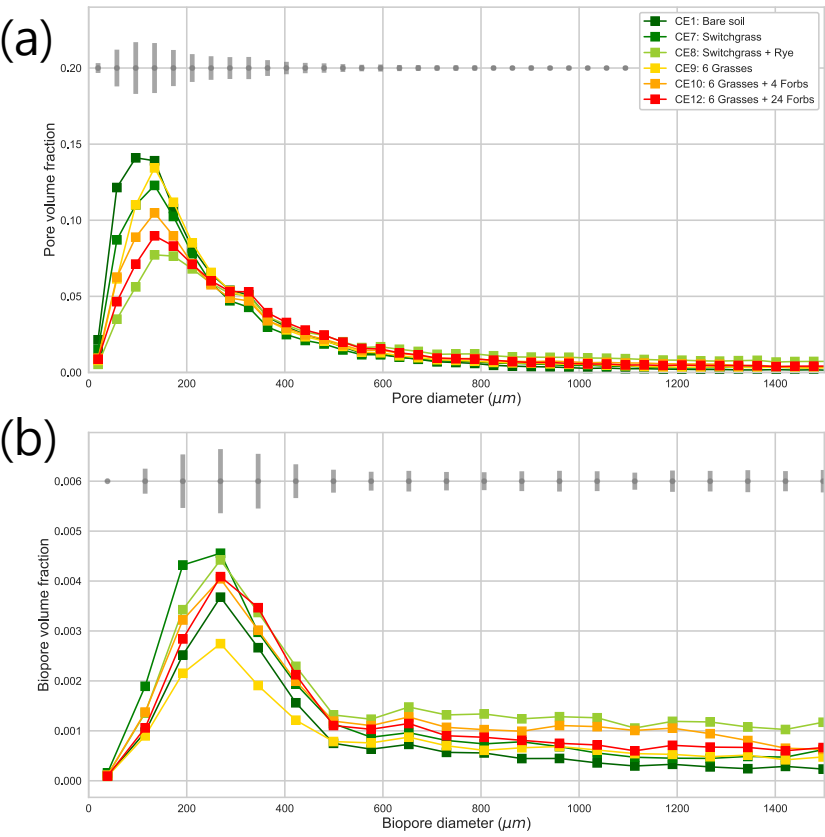 (a)
CE1: Bare soil
CE7: Switchgrass
CE8: Switchgrass + Rye
CE9: 6 Grasses
CE10: 6 Grasses + 4 Forbs
CE12: 6 Grasses + 24 Forbs
0.20
0.15
0.10
0.05
0.00
Pore volume fraction
0 200 400 600 800 1000 1200 1400
Pore diameter (μm)
(b)
0.006
0.005
0.004
0.003
0.002
0.001
0.000
Biopore volume fraction
0 200 400 600 800 1000 1200 1400
Biopore diameter (μm)